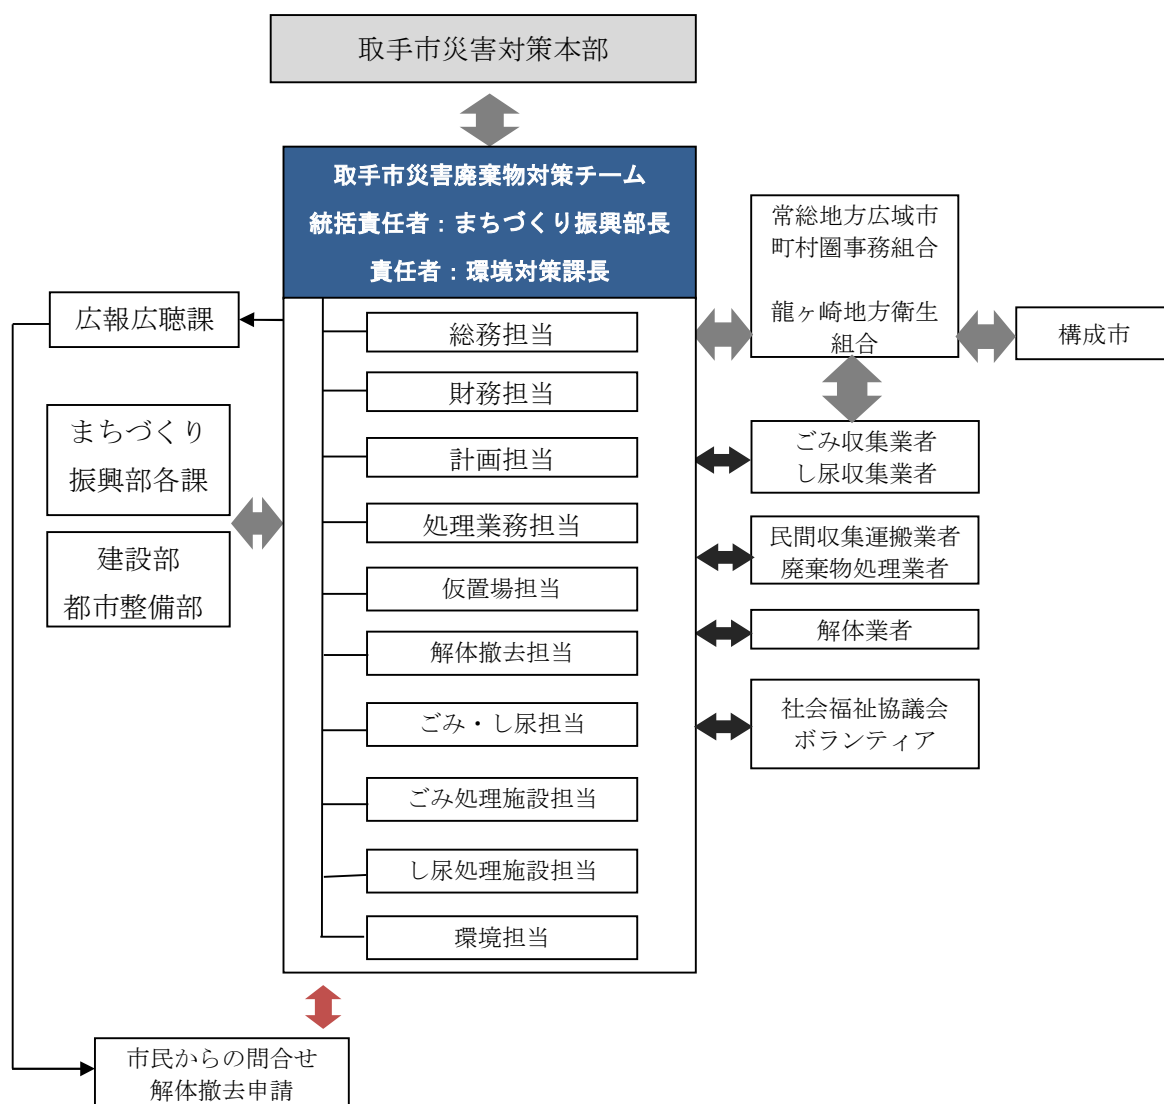 取手市災害対策本部
取手市災害廃棄物対策チーム
統括責任者：まちづくり振興部長
責任者：環境対策課長
常総地方広域市
町村圏事務組合
龍ヶ崎地方衛生
組合
構成市
広報広聴課
まちづくり
振興部各課
建設部
都市整備部
総務担当
財務担当
計画担当
処理業務担当
仮置場担当
解体撤去担当
ごみ・し尿担当
ごみ処理施設担当
し尿処理施設担当
環境担当
ごみ収集業者
し尿収集業者
民間収集運搬業者
廃棄物処理業者
解体業者
社会福祉協議会
ボランティア
市民からの問合せ
解体撤去申請